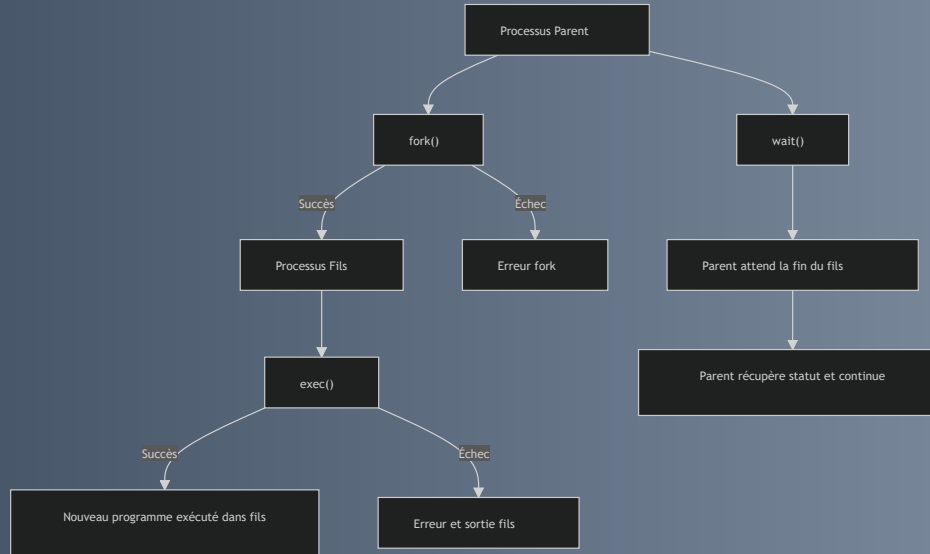 Processus Parent
fork()
wait()
Succès
Échec
Processus Fils
Erreur fork
Parent attend la fin du fils
exec()
Parent récupère statut et continue
Succès
Échec
Nouveau programme exécuté dans fils
Erreur et sortie fils